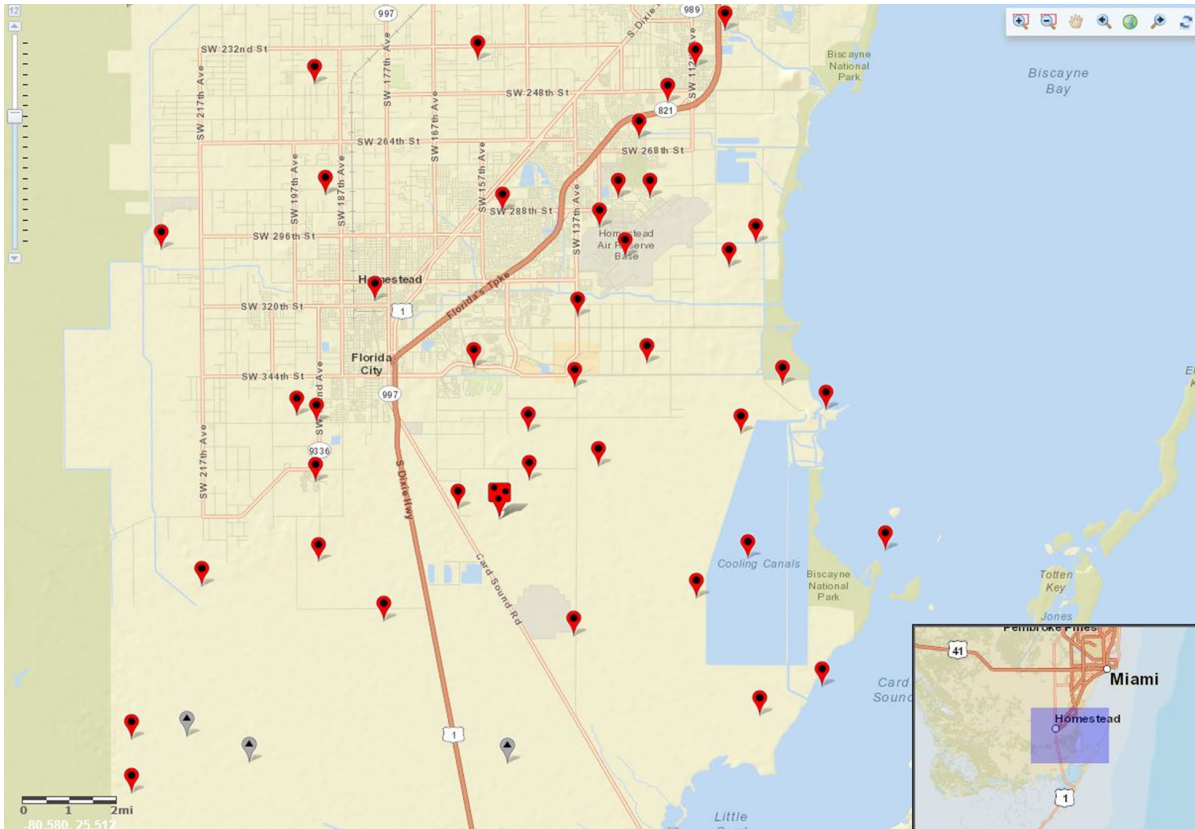 12
997
989
S Dixie
SW 232nd St
Biscayne
National
Park
Biscayne
Bay
SW 217th Ave
SW 177th Ave
SW 167th Ave
SW 112
SW 248th St
821
SW 264th St
SW 268th St
SW 197th Ave
SW 187th Ave
SW 157th Ave
SW 288th St
SW 137th Ave
SW 296th St
Homestead
Air Reserve
Base
Homestead
Florida's Tpke
SW 320th St
1
Florida
City
SW 344th St
997
SW 217th Ave
9336
S Dixie Hwy
Card Sound Rd
Cooling Canals
Biscayne
National
Park
Totten
Key
Jones
Card
Sound
1
0 1 2mi
-80.580, 25.512
Little
Pembroke Pines
41
Miami
Homestead
1